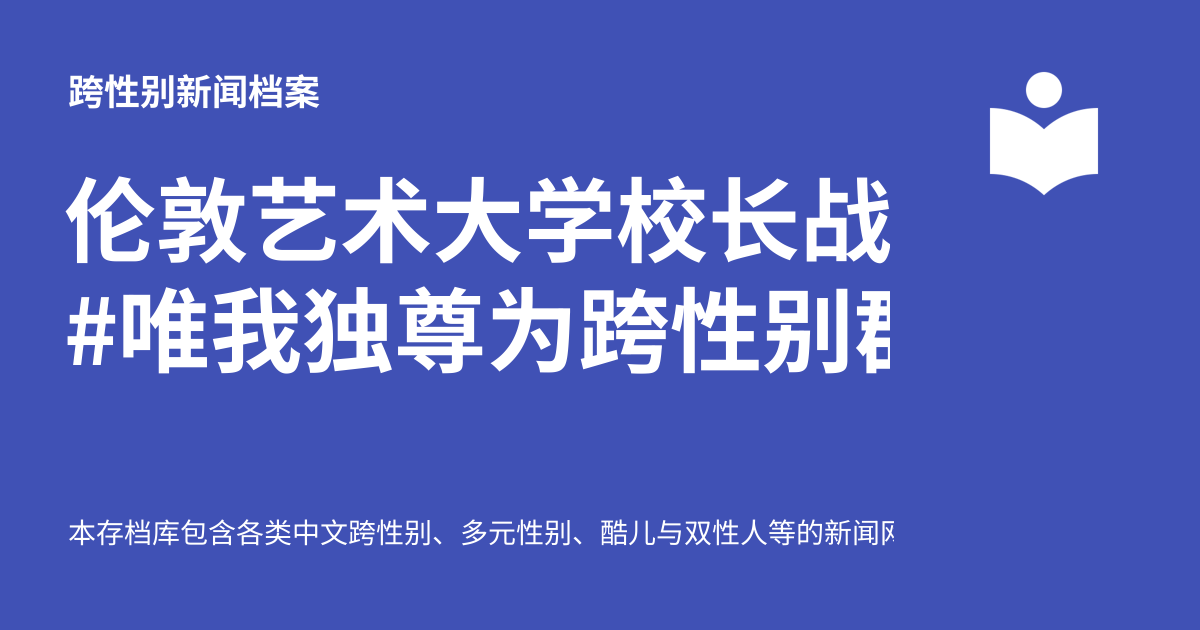 跨性别新闻档案
伦敦艺术大学校长战
#唯我独尊为跨性别
本存档库包含各类中文跨性别、多元性别、酷儿与双性人等的新闻